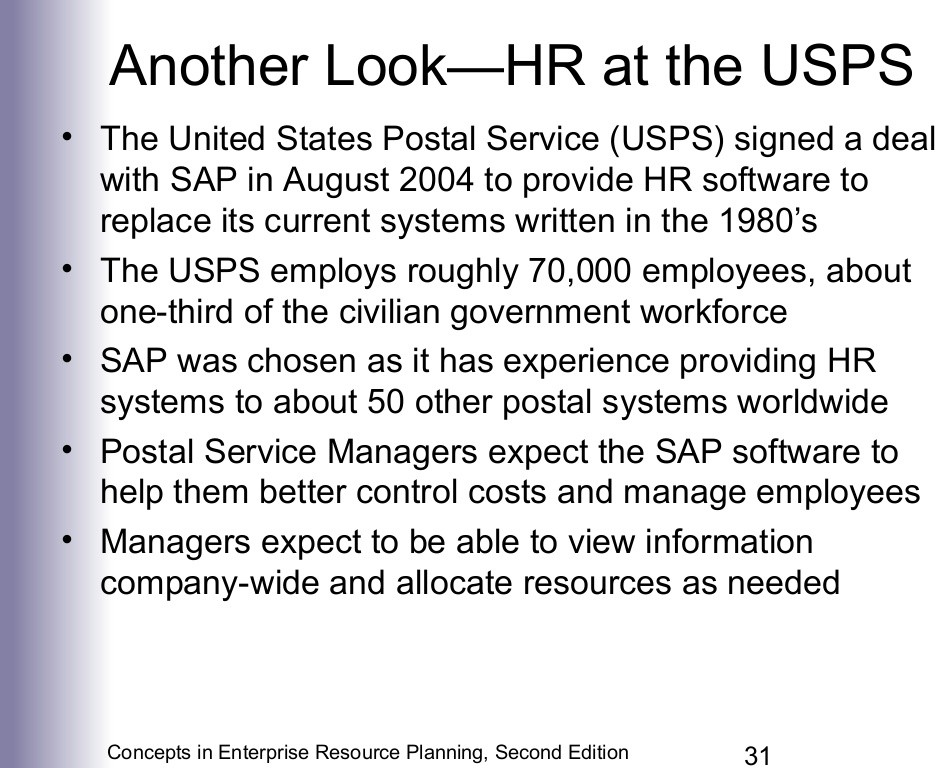 Another Look—HR at the USPS
• The United States Postal Service (USPS) signed a deal
with SAP in August 2004 to provide HR software to
replace its current systems written in the 1980’s
• The USPS employs roughly 70,000 employees, about
one-third of the civilian government workforce
• SAP was chosen as it has experience providing HR
systems to about 50 other postal systems worldwide
• Postal Service Managers expect the SAP software to
help them better control costs and manage employees
• Managers expect to be able to view information
company-wide and allocate resources as needed
Concepts in Enterprise Resource Planning, Second Edition
31